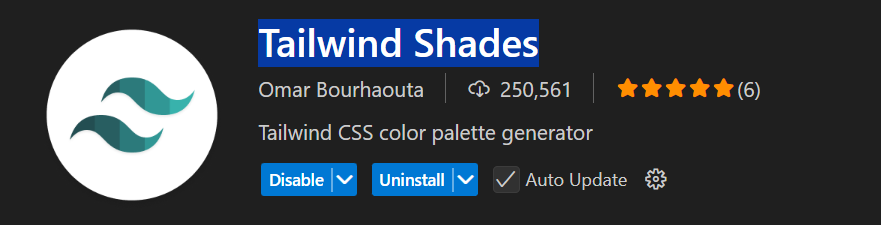 Tailwind Shades
Omar Bourhaouta 250,561 (6)
Tailwind CSS color palette generator
Disable Uninstall Auto Update